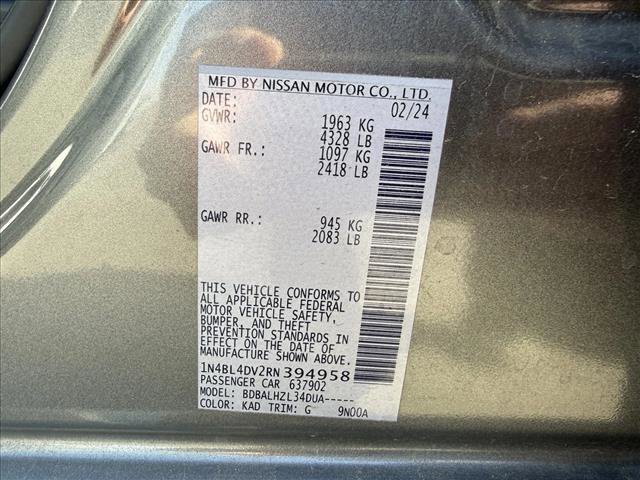 MFD BY NISSAN MOTOR CO., LTD.
DATE: 02/24
GVWR: 1963 KG
4328 LB
GAWR FR.: 1097 KG
2418 LB
GAWR RR.: 945 KG
2083 LB
THIS VEHICLE CONFORMS TO
ALL APPLICABLE FEDERAL
MOTOR VEHICLE SAFETY,
BUMPER, AND THEFT
PREVENTION STANDARDS IN
EFFECT ON THE DATE OF
MANUFACTURE SHOWN ABOVE.
1N4BL4DV2RN394958
PASSENGER CAR 637902
MODEL: BDBALHZL34DUA-----
COLOR: KAD TRIM: G 9N00A